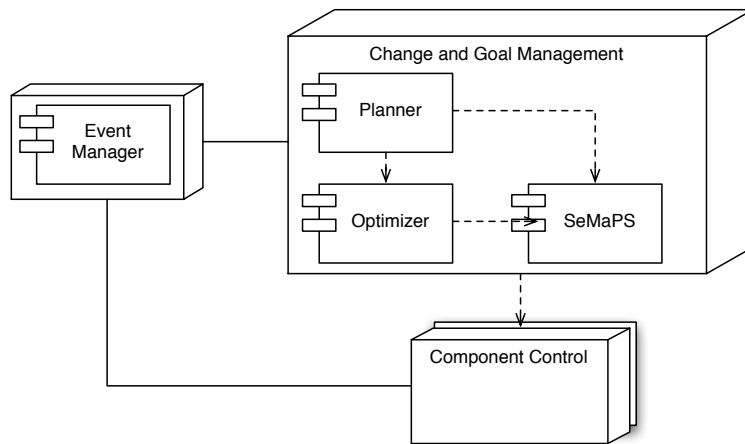 Change and Goal Management
Planner
Event
Manager
Optimizer
SeMaPS
Component Control